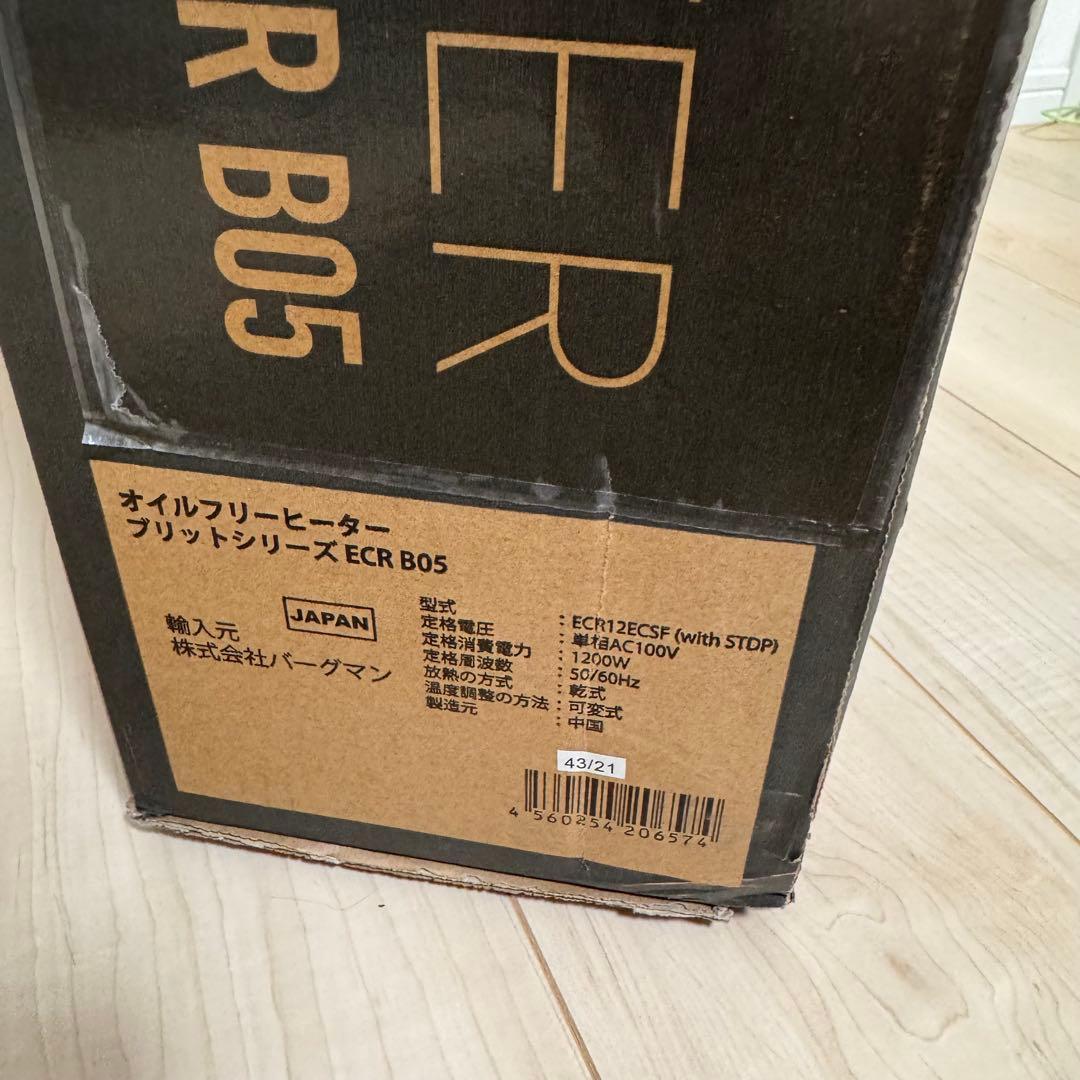 ER
R B05
オイルフリーヒーター
ブリットシリーズ ECR B05
輸入元
JAPAN
株式会社バーグマン
型式 : ECR12ECSF (with STDP)
定格電圧 : 単相AC100V
定格消費電力 : 1200W
定格周波数 : 50/60Hz
放熱の方式 : 乾式
温度調整の方法 : 可変式
製造元 : 中国
43/21
4 560254 206574